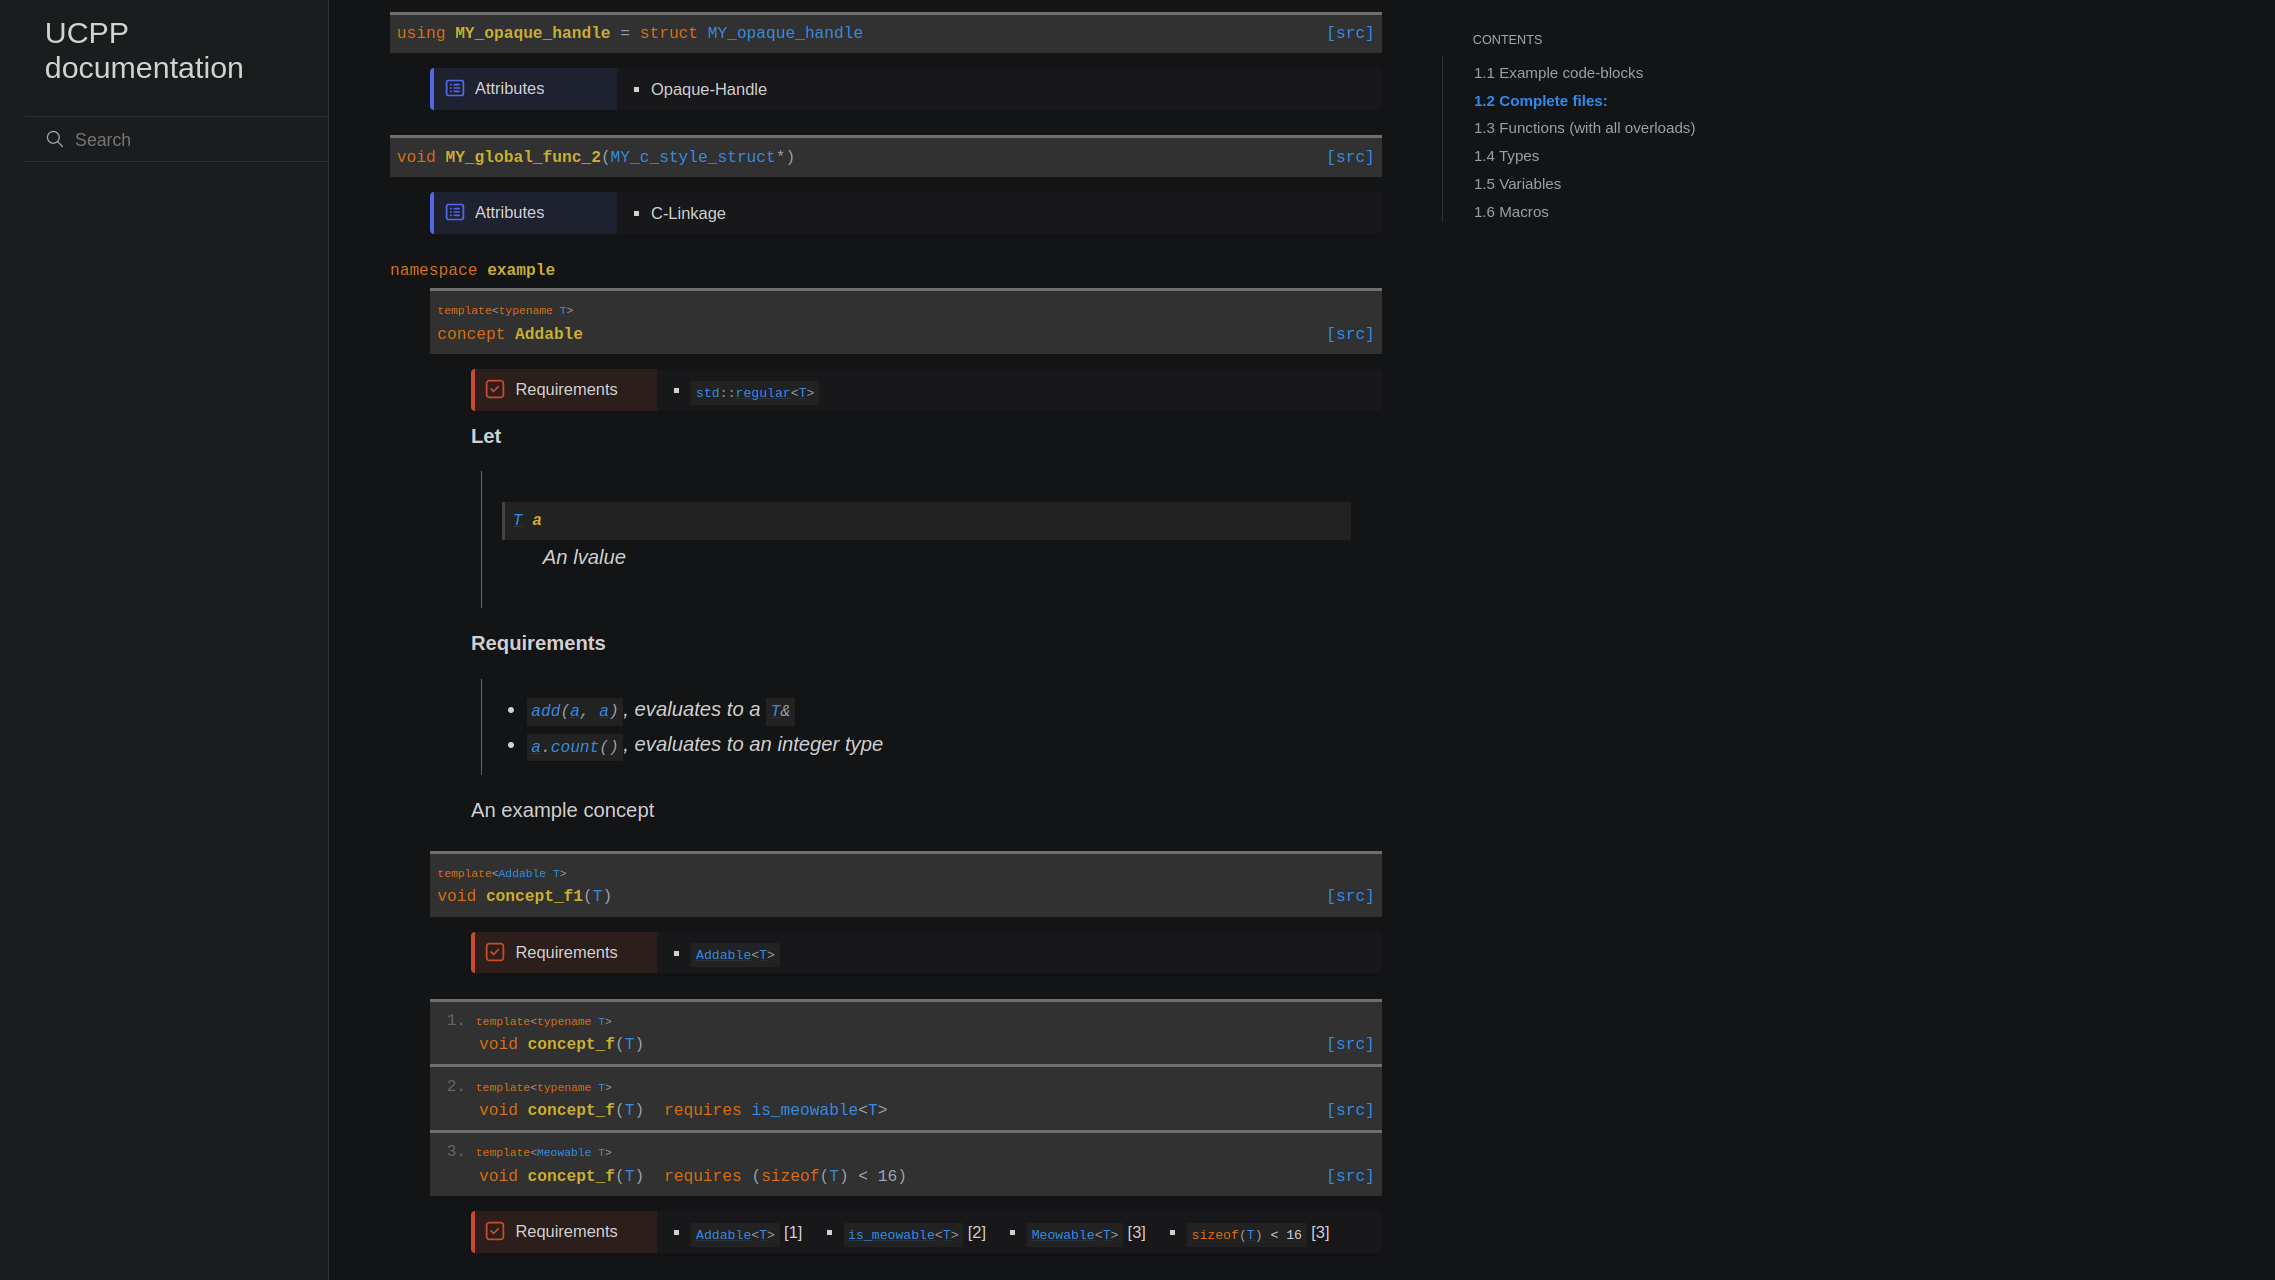 UCPP
documentation
Search
using MY_opaque_handle = struct MY_opaque_handle [src]
Attributes ▪ Opaque-Handle
void MY_global_func_2(MY_c_style_struct*) [src]
Attributes ▪ C-Linkage
namespace example
template<typename T>
concept Addable [src]
Requirements ▪ std::regular<T>
Let
T a
An lvalue
Requirements
• add(a, a), evaluates to a T&
• a.count(), evaluates to an integer type
An example concept
template<Addable T>
void concept_f1(T) [src]
Requirements ▪ Addable<T>
1. template<typename T>
void concept_f(T) [src]
2. template<typename T>
void concept_f(T) requires is_meowable<T> [src]
3. template<Meowable T>
void concept_f(T) requires (sizeof(T) < 16) [src]
Requirements ▪ Addable<T> [1] ▪ is_meowable<T> [2] ▪ Meowable<T> [3] ▪ sizeof(T) < 16 [3]
CONTENTS
1.1 Example code-blocks
1.2 Complete files:
1.3 Functions (with all overloads)
1.4 Types
1.5 Variables
1.6 Macros